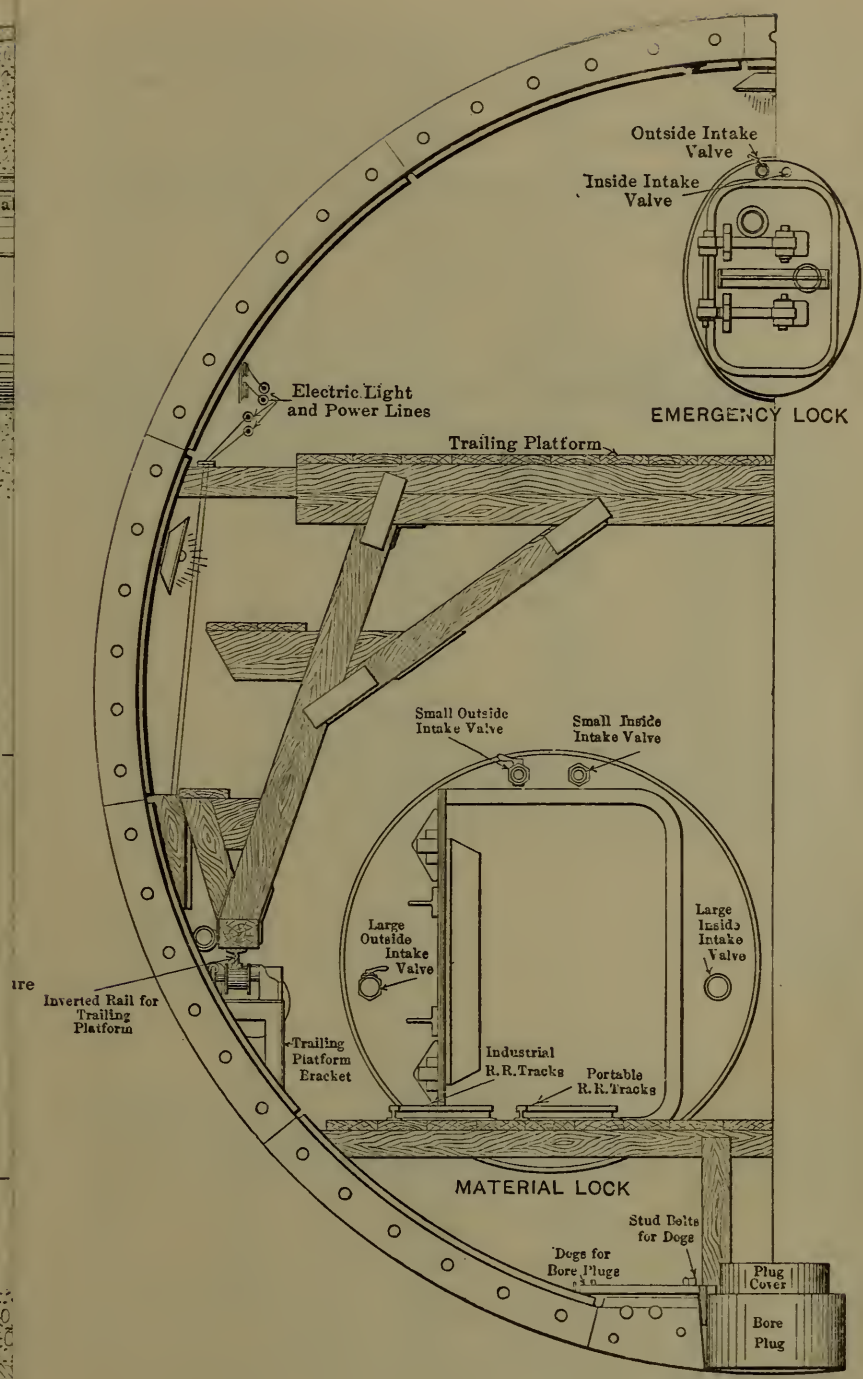 al
Outside Intake
Valve
Inside Intake
Valve
Electric Light
and Power Lines
EMERGENCY LOCK
Trailing Platform
Small Outside
Intake Valve
Small Inside
Intake Valve
Large
Outside
Intake
Valve
Large
Inside
Intake
Valve
ire
Inverted Rail for
Trailing
Platform
Trailing
Platform
Bracket
Industrial
R.R.Tracks
Portable
R.R.Tracks
MATERIAL LOCK
Stud Bolts
for Dogs
Dogs for
Bore Plugs
Plug
Cover
Bore
Plug